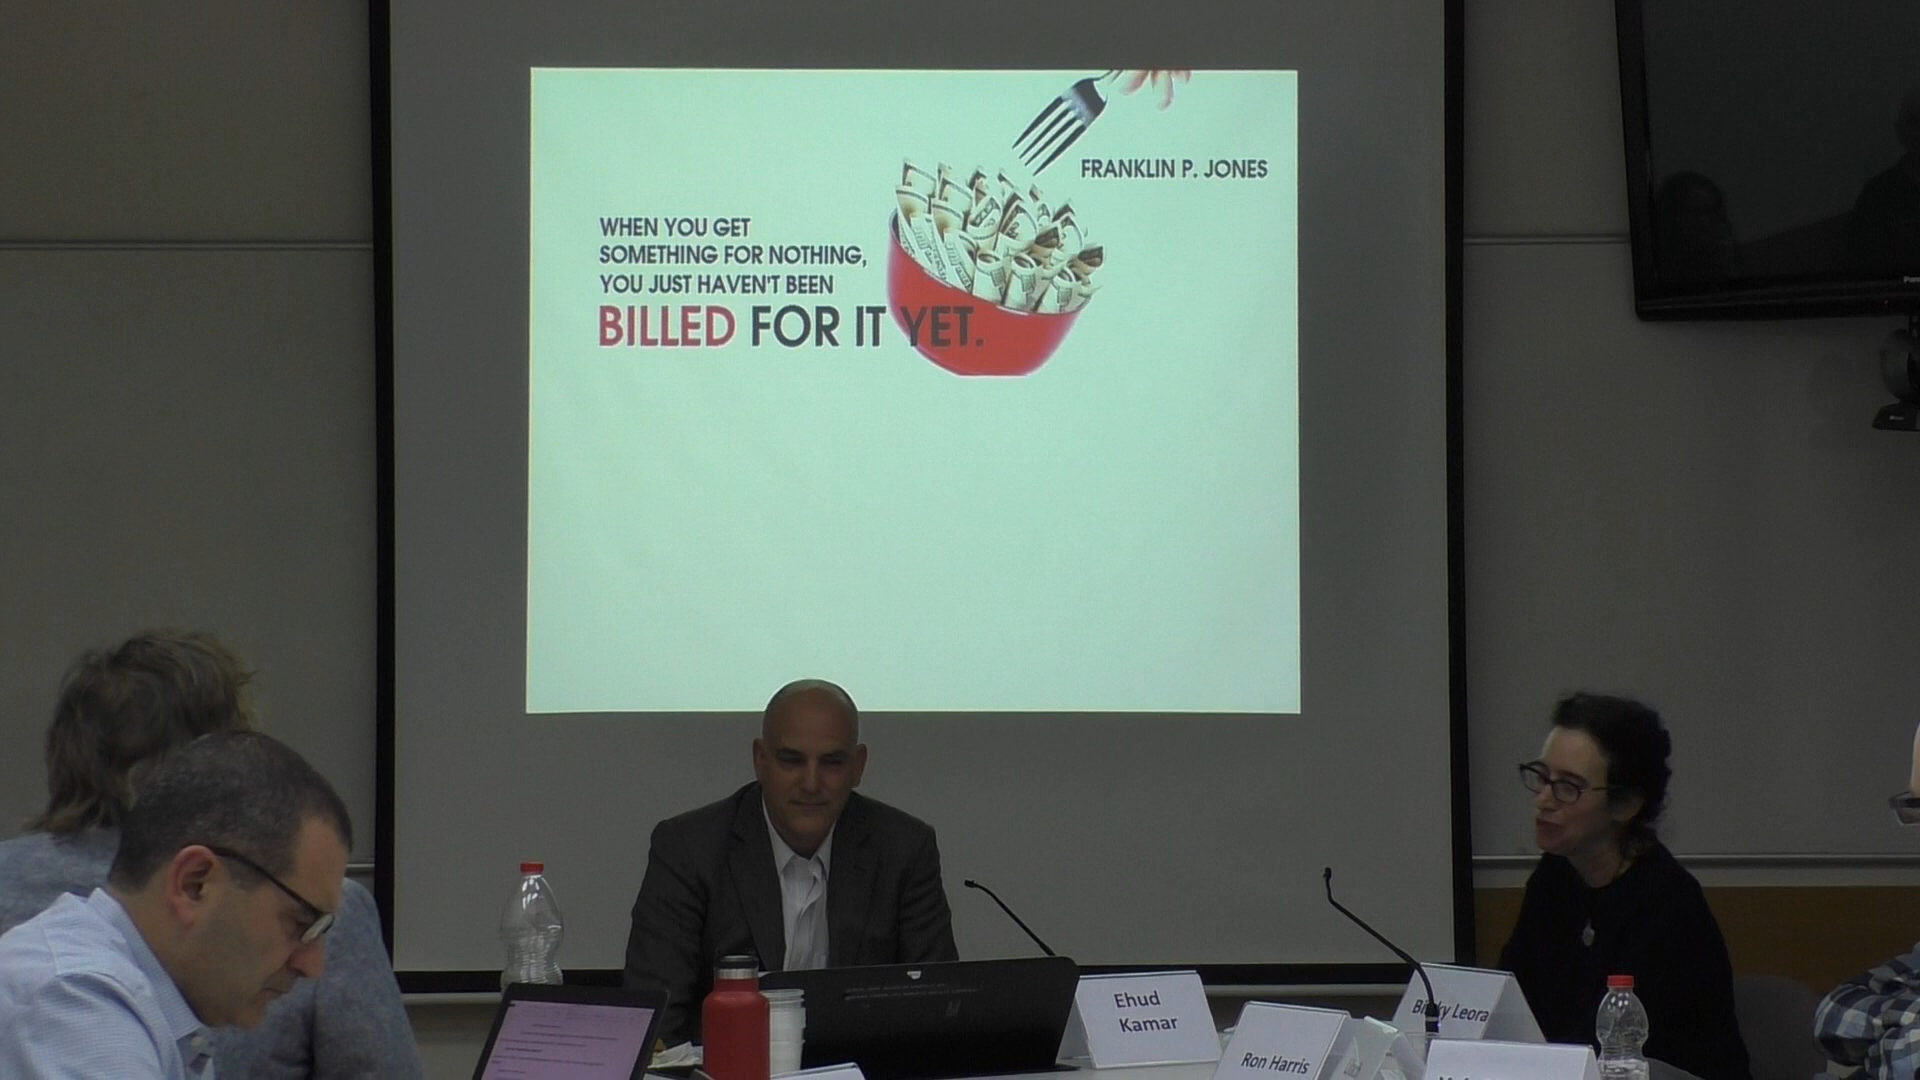 FRANKLIN P. JONES
WHEN YOU GET
SOMETHING FOR NOTHING,
YOU JUST HAVEN'T BEEN
BILLED FOR IT YET.
Ehud
Kamar
Leora
Ron Harris